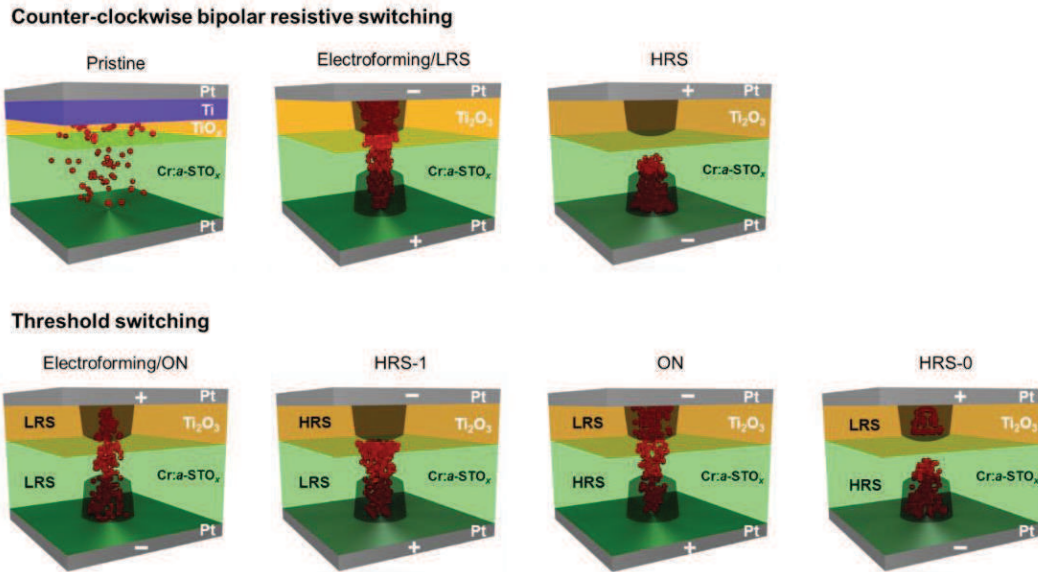 Counter-clockwise bipolar resistive switching
Pristine
Electroforming/LRS
HRS
Pt
Ti
TiOₓ
Cr:a-STOₓ
Pt
−
Pt
Ti₂O₃
Cr:a-STOₓ
Pt
+
+
Pt
Ti₂O₃
Cr:a-STOₓ
Pt
−
Threshold switching
Electroforming/ON
HRS-1
ON
HRS-0
+
Pt
LRS
Ti₂O₃
LRS
Cr:a-STOₓ
Pt
−
−
Pt
HRS
Ti₂O₃
LRS
Cr:a-STOₓ
Pt
+
−
Pt
LRS
Ti₂O₃
HRS
Cr:a-STOₓ
Pt
+
+
Pt
LRS
Ti₂O₃
HRS
Cr:a-STOₓ
Pt
−